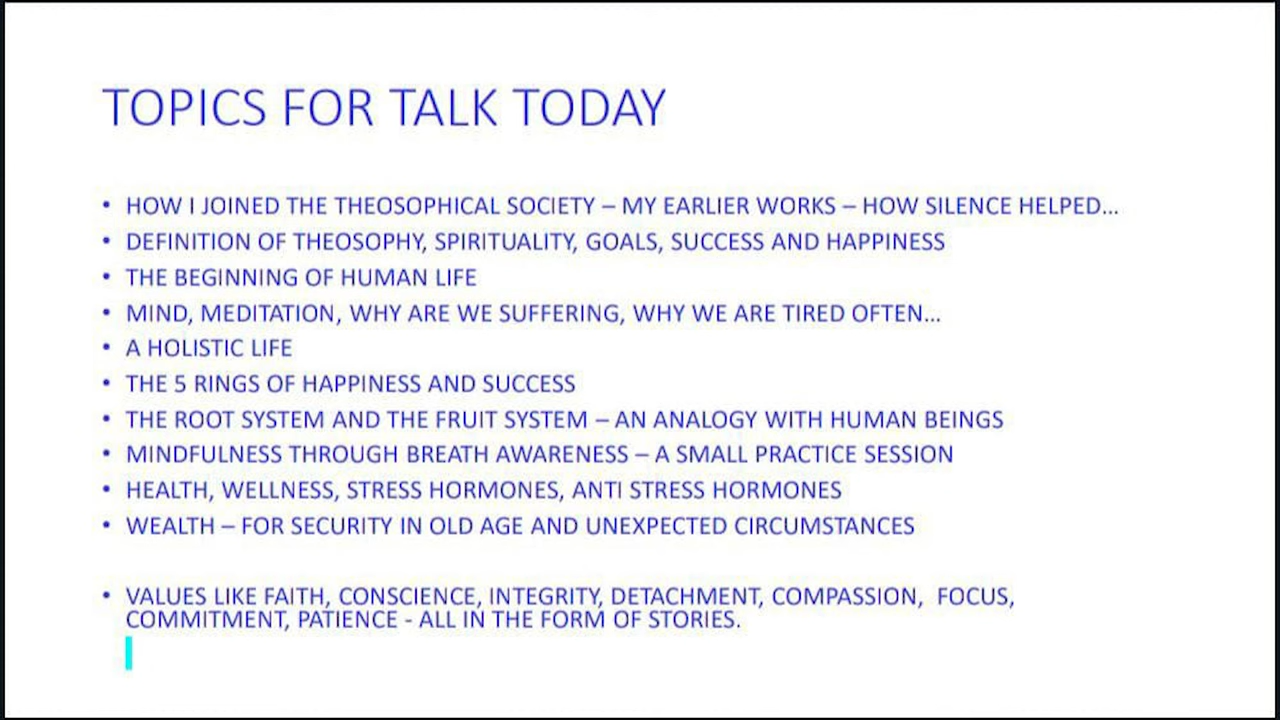 TOPICS FOR TALK TODAY
• HOW I JOINED THE THEOSOPHICAL SOCIETY – MY EARLIER WORKS – HOW SILENCE HELPED...
• DEFINITION OF THEOSOPHY, SPIRITUALITY, GOALS, SUCCESS AND HAPPINESS
• THE BEGINNING OF HUMAN LIFE
• MIND, MEDITATION, WHY ARE WE SUFFERING, WHY WE ARE TIRED OFTEN...
• A HOLISTIC LIFE
• THE 5 RINGS OF HAPPINESS AND SUCCESS
• THE ROOT SYSTEM AND THE FRUIT SYSTEM – AN ANALOGY WITH HUMAN BEINGS
• MINDFULNESS THROUGH BREATH AWARENESS – A SMALL PRACTICE SESSION
• HEALTH, WELLNESS, STRESS HORMONES, ANTI STRESS HORMONES
• WEALTH – FOR SECURITY IN OLD AGE AND UNEXPECTED CIRCUMSTANCES
• VALUES LIKE FAITH, CONSCIENCE, INTEGRITY, DETACHMENT, COMPASSION,  FOCUS,
COMMITMENT, PATIENCE - ALL IN THE FORM OF STORIES.